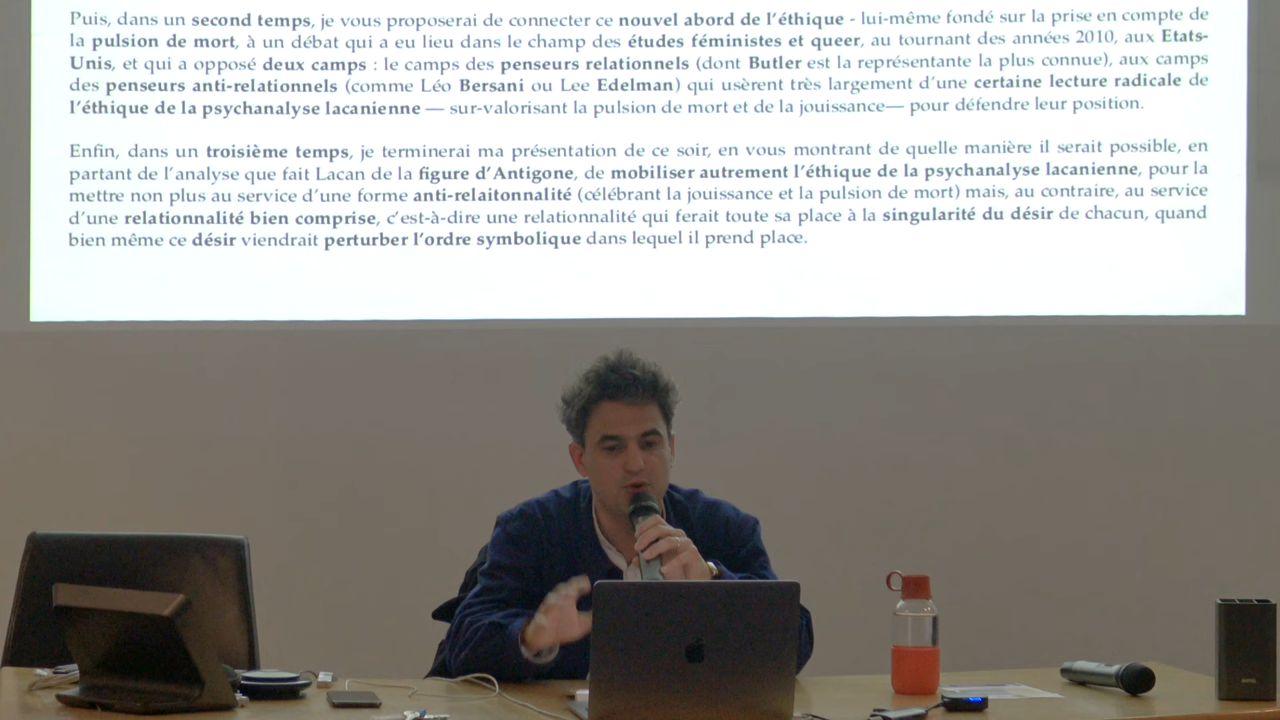 Puis, dans un second temps, je vous proposerai de connecter ce nouvel abord de l'éthique - lui-même fondé sur la prise en compte de
la pulsion de mort, à un débat qui a eu lieu dans le champ des études féministes et queer, au tournant des années 2010, aux Etats-
Unis, et qui a opposé deux camps : le camps des penseurs relationnels (dont Butler est la représentante la plus connue), aux camps
des penseurs anti-relationnels (comme Léo Bersani ou Lee Edelman) qui usèrent très largement d'une certaine lecture radicale de
l'éthique de la psychanalyse lacanienne — sur-valorisant la pulsion de mort et de la jouissance— pour défendre leur position.
Enfin, dans un troisième temps, je terminerai ma présentation de ce soir, en vous montrant de quelle manière il serait possible, en
partant de l'analyse que fait Lacan de la figure d'Antigone, de mobiliser autrement l'éthique de la psychanalyse lacanienne, pour la
mettre non plus au service d'une forme anti-relaitonnalité (célébrant la jouissance et la pulsion de mort) mais, au contraire, au service
d'une relationnalité bien comprise, c'est-à-dire une relationnalité qui ferait toute sa place à la singularité du désir de chacun, quand
bien même ce désir viendrait perturber l'ordre symbolique dans lequel il prend place.